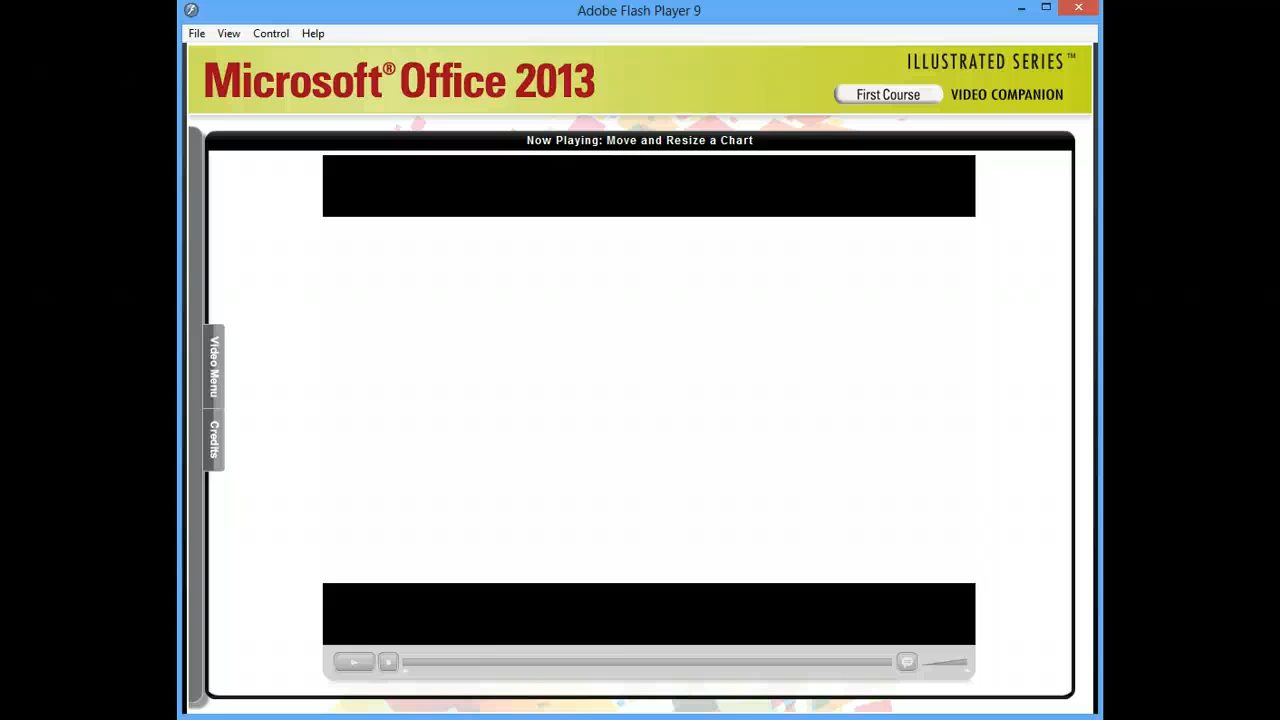 Adobe Flash Player 9
File View Control Help
Microsoft® Office 2013
ILLUSTRATED SERIES™
First Course VIDEO COMPANION
Now Playing: Move and Resize a Chart
Video Menu
Credits